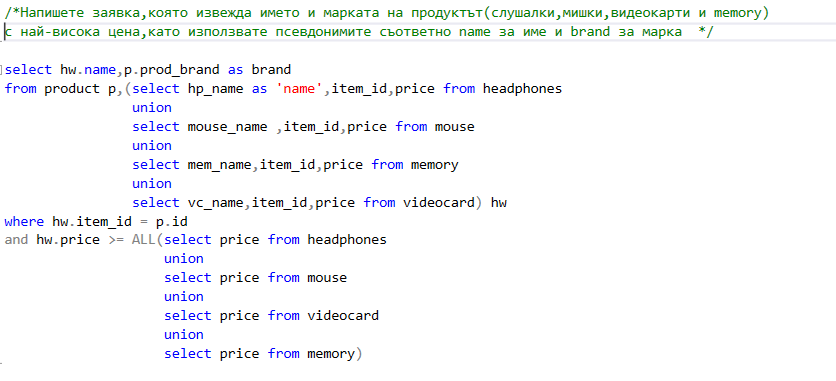 /*Напишете заявка,която извежда името и марката на продуктът(слушалки,мишки,видеокарти и memory)
с най-висока цена,като използвате псевдонимите съответно name за име и brand за марка  */
select hw.name,p.prod_brand as brand
from product p,(select hp_name as 'name',item_id,price from headphones
union
select mouse_name ,item_id,price from mouse
union
select mem_name,item_id,price from memory
union
select vc_name,item_id,price from videocard) hw
where hw.item_id = p.id
and hw.price >= ALL(select price from headphones
union
select price from mouse
union
select price from videocard
union
select price from memory)